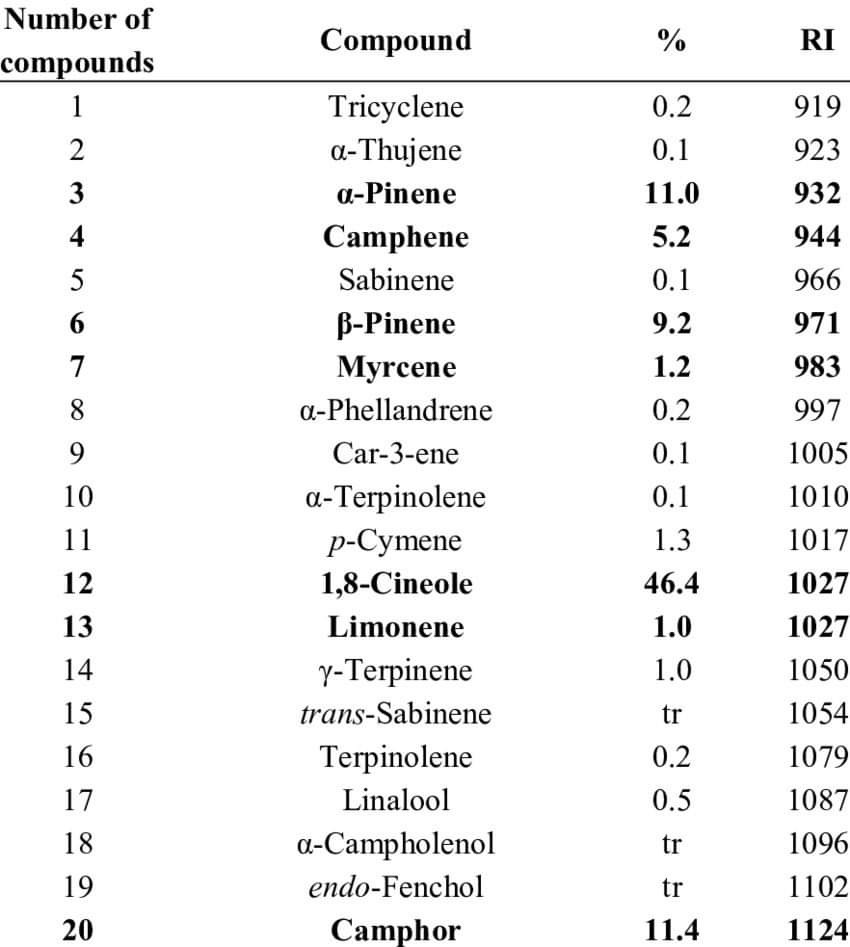 Number of
compounds Compound % RI
1 Tricyclene 0.2 919
2 α-Thujene 0.1 923
3 α-Pinene 11.0 932
4 Camphene 5.2 944
5 Sabinene 0.1 966
6 β-Pinene 9.2 971
7 Myrcene 1.2 983
8 α-Phellandrene 0.2 997
9 Car-3-ene 0.1 1005
10 α-Terpinolene 0.1 1010
11 p-Cymene 1.3 1017
12 1,8-Cineole 46.4 1027
13 Limonene 1.0 1027
14 γ-Terpinene 1.0 1050
15 trans-Sabinene tr 1054
16 Terpinolene 0.2 1079
17 Linalool 0.5 1087
18 α-Campholenol tr 1096
19 endo-Fenchol tr 1102
20 Camphor 11.4 1124